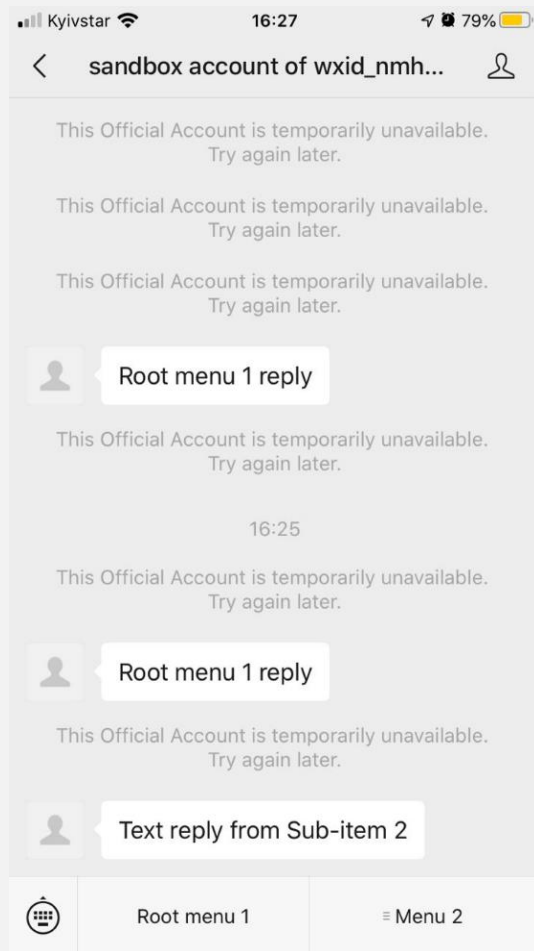 Kyivstar 16:27 79%
sandbox account of wxid_nmh...
This Official Account is temporarily unavailable.
Try again later.
This Official Account is temporarily unavailable.
Try again later.
This Official Account is temporarily unavailable.
Try again later.
Root menu 1 reply
This Official Account is temporarily unavailable.
Try again later.
16:25
This Official Account is temporarily unavailable.
Try again later.
Root menu 1 reply
This Official Account is temporarily unavailable.
Try again later.
Text reply from Sub-item 2
Root menu 1 Menu 2